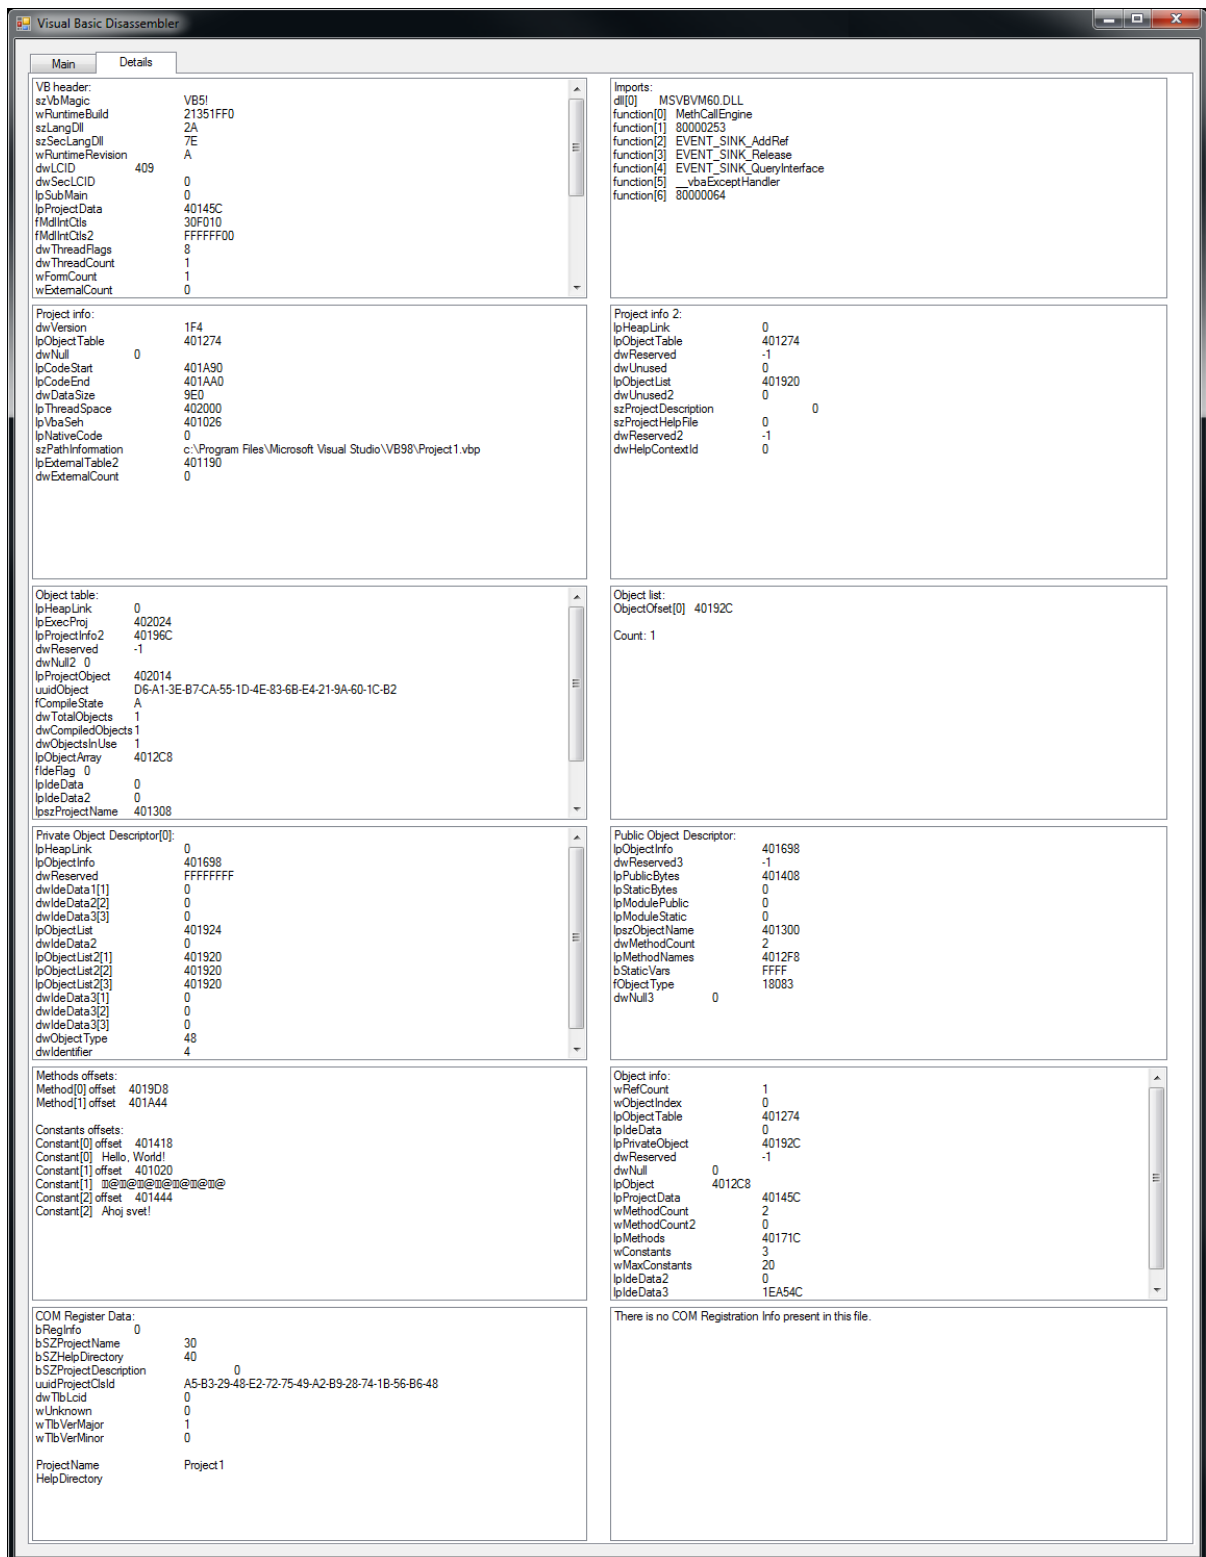 Visual Basic Disassembler
Main Details
VB header:
szVbMagic VB5!
wRuntimeBuild 21351FF0
szLangDll 2A
szSecLangDll 7E
wRuntimeRevision A
dwLCID 409
dwSecLCID 0
lpSubMain 0
lpProjectData 40145C
fMdlIntCtls 30F010
fMdlIntCtls2 FFFFFF00
dwThreadFlags 8
dwThreadCount 1
wFormCount 1
wExternalCount 0
Imports:
dll[0] MSVBVM60.DLL
function[0] MethCallEngine
function[1] 80000253
function[2] EVENT_SINK_AddRef
function[3] EVENT_SINK_Release
function[4] EVENT_SINK_QueryInterface
function[5] __vbaExceptHandler
function[6] 80000064
Project info:
dwVersion 1F4
lpObjectTable 401274
dwNull 0
lpCodeStart 401A90
lpCodeEnd 401AA0
dwDataSize 9E0
lpThreadSpace 402000
lpVbaSeh 401026
lpNativeCode 0
szPathInformation c:\Program Files\Microsoft Visual Studio\VB98\Project1.vbp
lpExternalTable2 401190
dwExternalCount 0
Project info 2:
lpHeapLink 0
lpObjectTable 401274
dwReserved -1
dwUnused 0
lpObjectList 401920
dwUnused2 0
szProjectDescription 0
szProjectHelpFile 0
dwReserved2 -1
dwHelpContextId 0
Object table:
lpHeapLink 0
lpExecProj 402024
lpProjectInfo2 40196C
dwReserved -1
dwNull2 0
lpProjectObject 402014
uuidObject D6-A1-3E-B7-CA-55-1D-4E-83-6B-E4-21-9A-60-1C-B2
fCompileState A
dwTotalObjects 1
dwCompiledObjects 1
dwObjectsInUse 1
lpObjectArray 4012C8
fIdeFlag 0
lpIdeData 0
lpIdeData2 0
lpszProjectName 401308
Object list:
ObjectOfset[0] 40192C
Count: 1
Private Object Descriptor[0]:
lpHeapLink 0
lpObjectInfo 401698
dwReserved FFFFFFFF
dwIdeData1[1] 0
dwIdeData2[2] 0
dwIdeData3[3] 0
lpObjectList 401924
dwIdeData2 0
lpObjectList2[1] 401920
lpObjectList2[2] 401920
lpObjectList2[3] 401920
dwIdeData3[1] 0
dwIdeData3[2] 0
dwIdeData3[3] 0
dwObjectType 48
dwIdentifier 4
Public Object Descriptor:
lpObjectInfo 401698
dwReserved3 -1
lpPublicBytes 401408
lpStaticBytes 0
lpModulePublic 0
lpModuleStatic 0
lpszObjectName 401300
dwMethodCount 2
lpMethodNames 4012F8
bStaticVars FFFF
fObjectType 18083
dwNull3 0
Methods offsets:
Method[0] offset 4019D8
Method[1] offset 401A44
Constants offsets:
Constant[0] offset 401418
Constant[0] Hello, World!
Constant[1] offset 401020
Constant[1]
Constant[2] offset 401444
Constant[2] Ahoj svet!
Object info:
wRefCount 1
wObjectIndex 0
lpObjectTable 401274
lpIdeData 0
lpPrivateObject 40192C
dwReserved -1
dwNull 0
lpObject 4012C8
lpProjectData 40145C
wMethodCount 2
wMethodCount2 0
lpMethods 40171C
wConstants 3
wMaxConstants 20
lpIdeData2 0
lpIdeData3 1EA54C
COM Register Data:
bRegInfo 0
bSZProjectName 30
bSZHelpDirectory 40
bSZProjectDescription 0
uuidProjectClsId A5-B3-29-48-E2-72-75-49-A2-B9-28-74-1B-56-B6-48
dwTlbLcid 0
wUnknown 0
wTlbVerMajor 1
wTlbVerMinor 0
ProjectName Project1
HelpDirectory
There is no COM Registration Info present in this file.